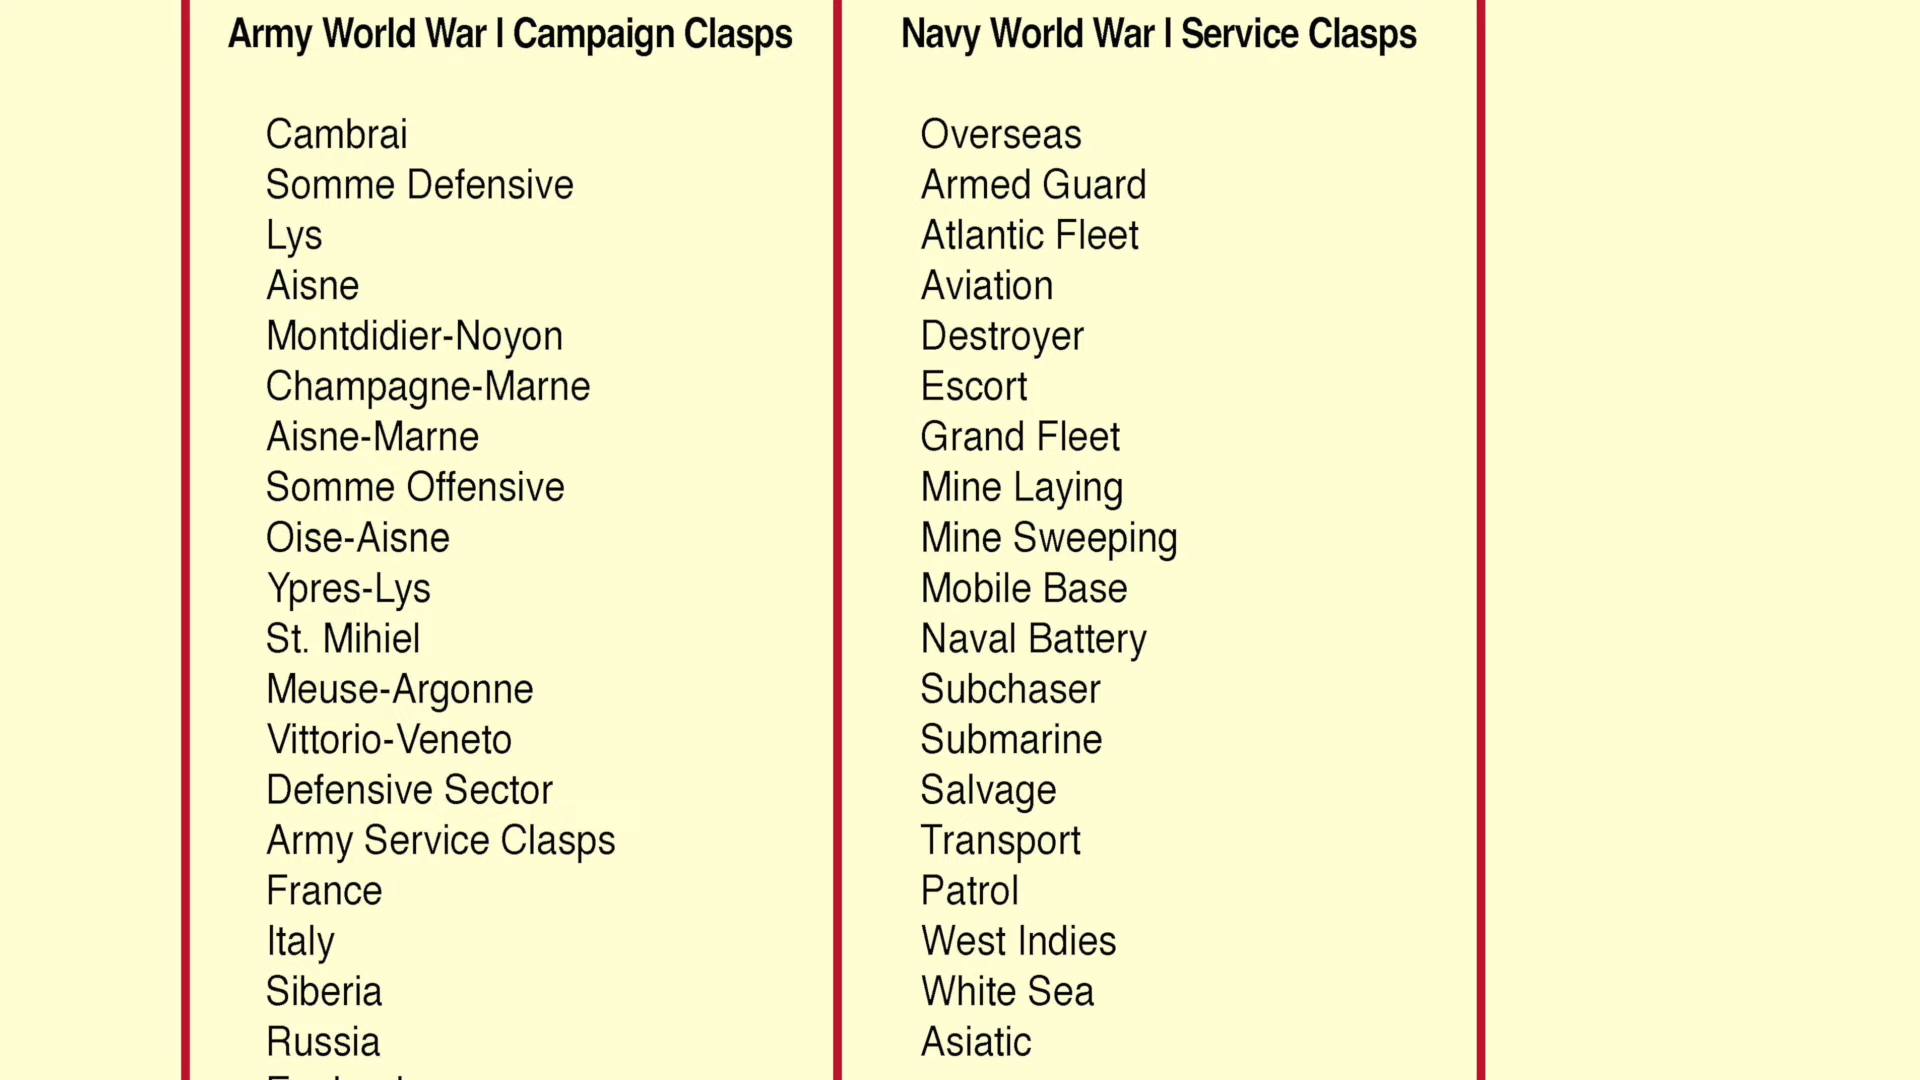 Army World War I Campaign Clasps
Cambrai
Somme Defensive
Lys
Aisne
Montdidier-Noyon
Champagne-Marne
Aisne-Marne
Somme Offensive
Oise-Aisne
Ypres-Lys
St. Mihiel
Meuse-Argonne
Vittorio-Veneto
Defensive Sector
Army Service Clasps
France
Italy
Siberia
Russia
Navy World War I Service Clasps
Overseas
Armed Guard
Atlantic Fleet
Aviation
Destroyer
Escort
Grand Fleet
Mine Laying
Mine Sweeping
Mobile Base
Naval Battery
Subchaser
Submarine
Salvage
Transport
Patrol
West Indies
White Sea
Asiatic